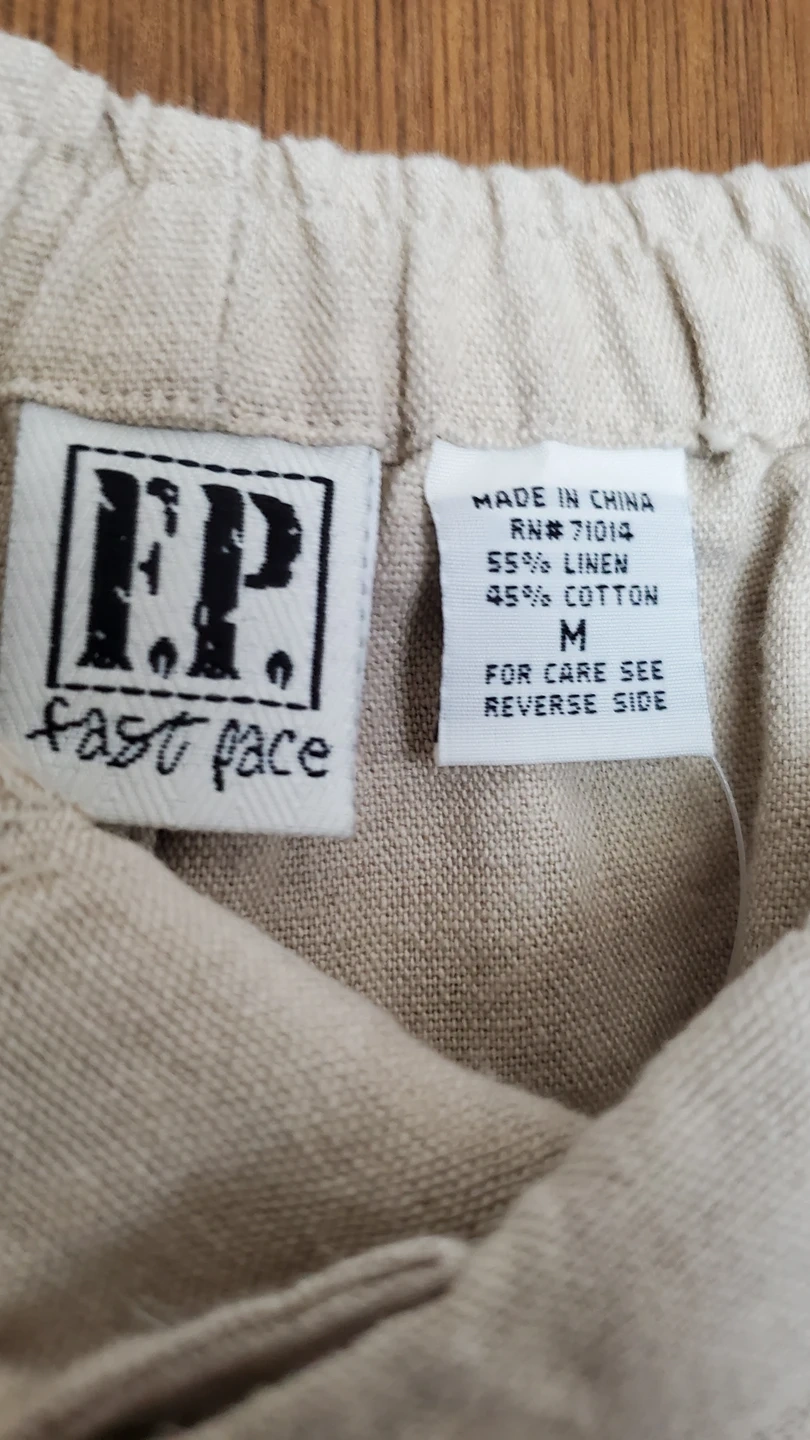 F.P.
fast pace
MADE IN CHINA
RN# 71014
55% LINEN
45% COTTON
M
FOR CARE SEE
REVERSE SIDE